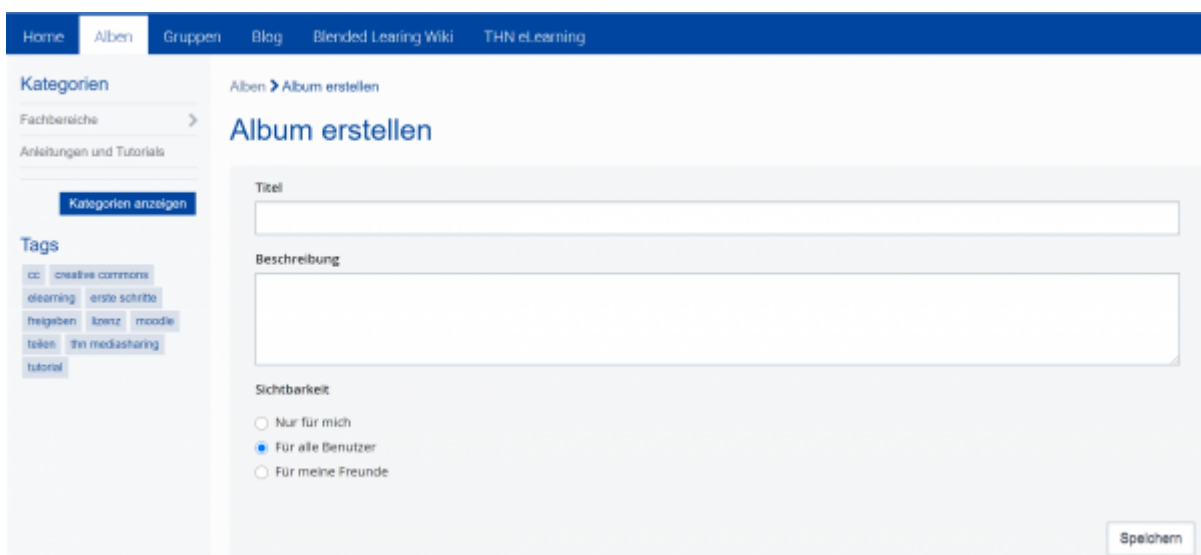 Home Alben Gruppen Blog Blended Learing Wiki THN eLearning
Kategorien
Fachbereiche
Anleitungen und Tutorials
Kategorien anzeigen
Tags
cc creative commons
elearning erste schritte
freigeben lizenz moodle
teilen thn mediasharing
tutorial
Alben > Album erstellen
Album erstellen
Titel
Beschreibung
Sichtbarkeit
Nur für mich
Für alle Benutzer
Für meine Freunde
Speichern